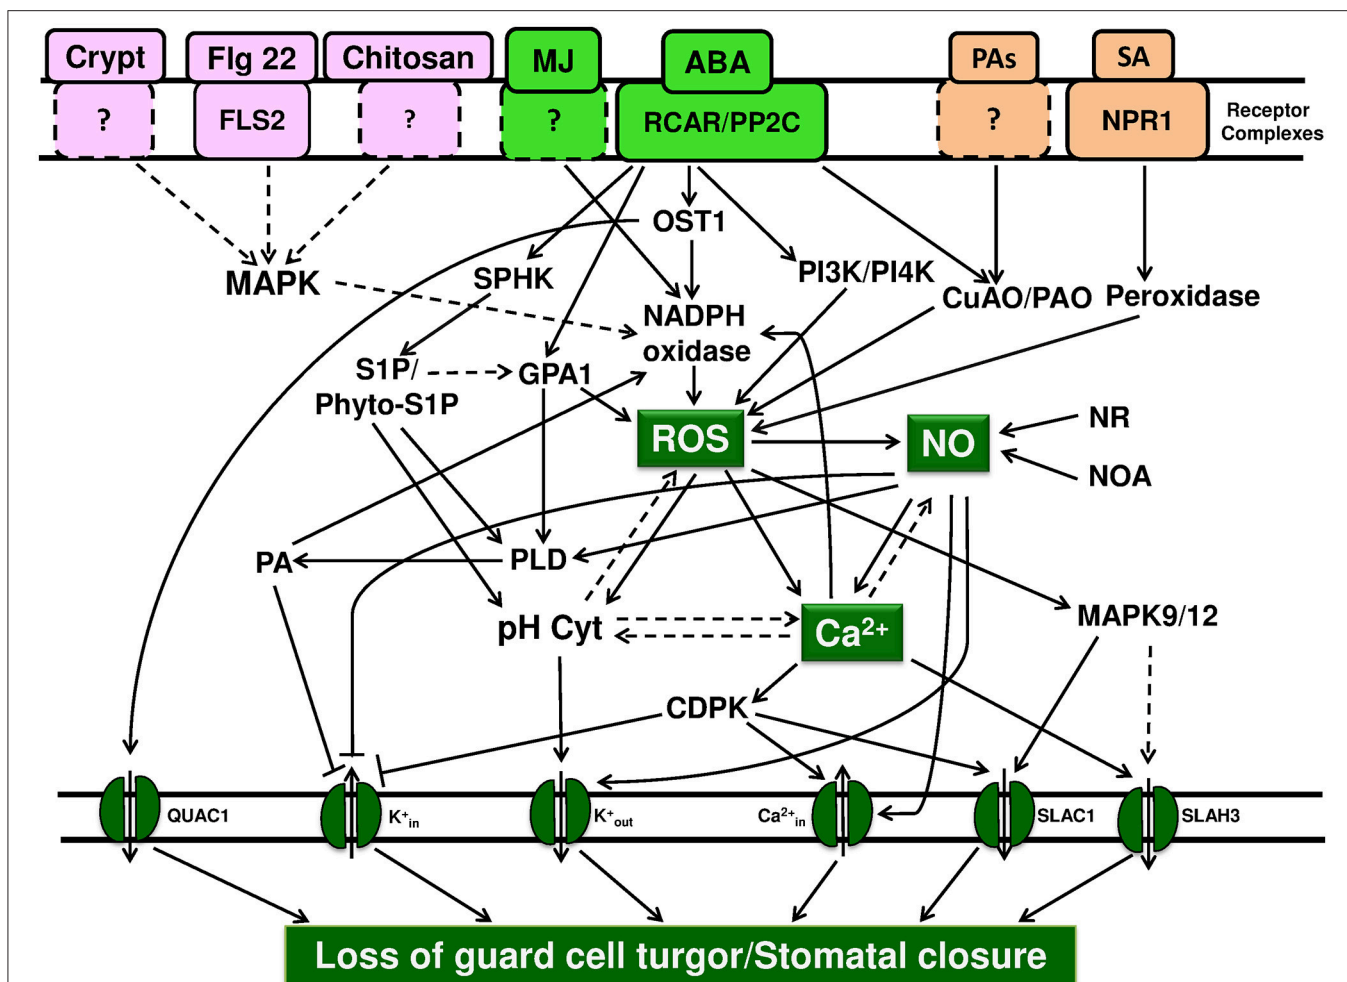 Crypt
Flg 22
Chitosan
MJ
ABA
PAs
SA
?
FLS2
?
?
RCAR/PP2C
?
NPR1
Receptor
Complexes
OST1
SPHK
MAPK
PI3K/PI4K
CuAO/PAO
Peroxidase
NADPH
oxidase
S1P/
Phyto-S1P
GPA1
ROS
NO
NR
NOA
PA
PLD
pH Cyt
Ca²⁺
MAPK9/12
CDPK
QUAC1
K⁺in
K⁺out
Ca²⁺in
SLAC1
SLAH3
Loss of guard cell turgor/Stomatal closure